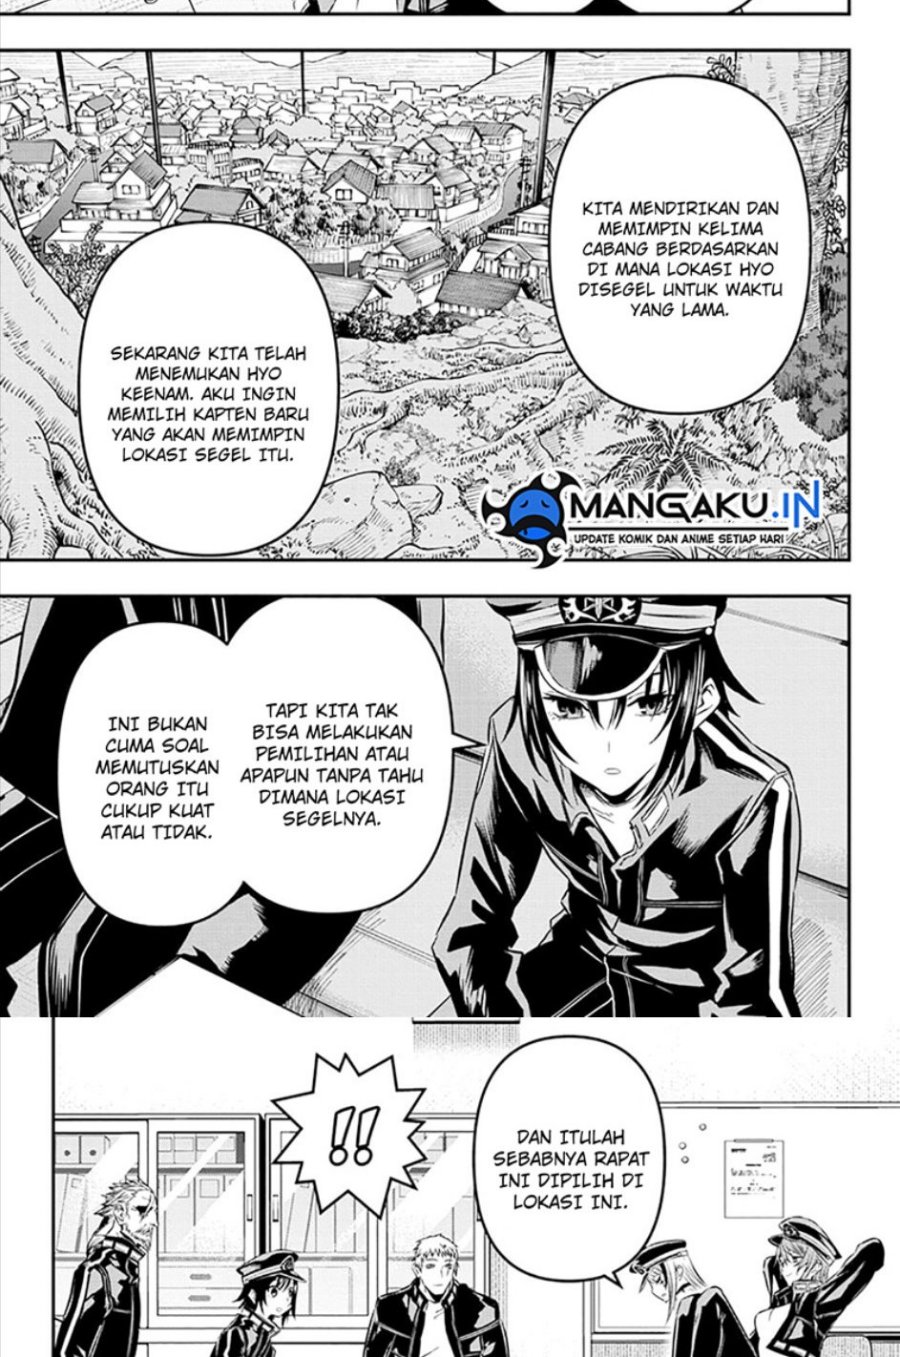 KITA MENDIRIKAN DAN
MEMIMPIN KELIMA
CABANG BERDASARKAN
DI MANA LOKASI HYO
DISEGEL UNTUK WAKTU
YANG LAMA.
SEKARANG KITA TELAH
MENEMUKAN HYO
KEENAM. AKU INGIN
MEMILIH KAPTEN BARU
YANG AKAN MEMIMPIN
LOKASI SEGEL ITU.
MANGAKU.IN
UPDATE KOMIK DAN ANIME SETIAP HARI
TAPI KITA TAK
BISA MELAKUKAN
PEMILIHAN ATAU
APAPUN TANPA TAHU
DIMANA LOKASI
SEGELNYA.
INI BUKAN
CUMA SOAL
MEMUTUSKAN
ORANG ITU
CUKUP KUAT
ATAU TIDAK.
DAN ITULAH
SEBABNYA RAPAT
INI DIPILIH DI
LOKASI INI.
!!